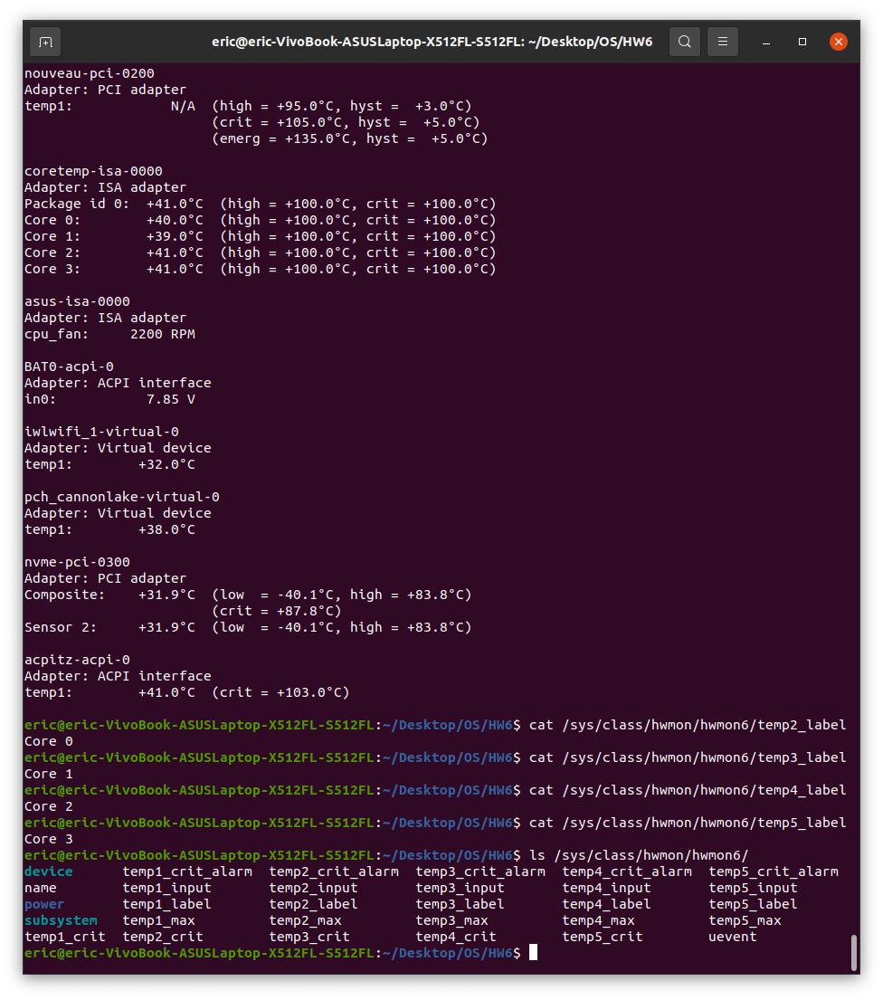 eric@eric-VivoBook-ASUSLaptop-X512FL-S512FL: ~/Desktop/OS/HW6
nouveau-pci-0200
Adapter: PCI adapter
temp1:            N/A  (high = +95.0°C, hyst =  +3.0°C)
                       (crit = +105.0°C, hyst =  +5.0°C)
                       (emerg = +135.0°C, hyst =  +5.0°C)
coretemp-isa-0000
Adapter: ISA adapter
Package id 0:  +41.0°C  (high = +100.0°C, crit = +100.0°C)
Core 0:        +40.0°C  (high = +100.0°C, crit = +100.0°C)
Core 1:        +39.0°C  (high = +100.0°C, crit = +100.0°C)
Core 2:        +41.0°C  (high = +100.0°C, crit = +100.0°C)
Core 3:        +41.0°C  (high = +100.0°C, crit = +100.0°C)
asus-isa-0000
Adapter: ISA adapter
cpu_fan:     2200 RPM
BAT0-acpi-0
Adapter: ACPI interface
in0:           7.85 V
iwlwifi_1-virtual-0
Adapter: Virtual device
temp1:        +32.0°C
pch_cannonlake-virtual-0
Adapter: Virtual device
temp1:        +38.0°C
nvme-pci-0300
Adapter: PCI adapter
Composite:    +31.9°C  (low  = -40.1°C, high = +83.8°C)
                       (crit = +87.8°C)
Sensor 2:     +31.9°C  (low  = -40.1°C, high = +83.8°C)
acpitz-acpi-0
Adapter: ACPI interface
temp1:        +41.0°C  (crit = +103.0°C)
eric@eric-VivoBook-ASUSLaptop-X512FL-S512FL:~/Desktop/OS/HW6$ cat /sys/class/hwmon/hwmon6/temp2_label
Core 0
eric@eric-VivoBook-ASUSLaptop-X512FL-S512FL:~/Desktop/OS/HW6$ cat /sys/class/hwmon/hwmon6/temp3_label
Core 1
eric@eric-VivoBook-ASUSLaptop-X512FL-S512FL:~/Desktop/OS/HW6$ cat /sys/class/hwmon/hwmon6/temp4_label
Core 2
eric@eric-VivoBook-ASUSLaptop-X512FL-S512FL:~/Desktop/OS/HW6$ cat /sys/class/hwmon/hwmon6/temp5_label
Core 3
eric@eric-VivoBook-ASUSLaptop-X512FL-S512FL:~/Desktop/OS/HW6$ ls /sys/class/hwmon/hwmon6/
device      temp1_crit_alarm  temp2_crit_alarm  temp3_crit_alarm  temp4_crit_alarm  temp5_crit_alarm
name        temp1_input       temp2_input       temp3_input       temp4_input       temp5_input
power       temp1_label       temp2_label       temp3_label       temp4_label       temp5_label
subsystem   temp1_max         temp2_max         temp3_max         temp4_max         temp5_max
temp1_crit  temp2_crit        temp3_crit        temp4_crit        temp5_crit        uevent
eric@eric-VivoBook-ASUSLaptop-X512FL-S512FL:~/Desktop/OS/HW6$